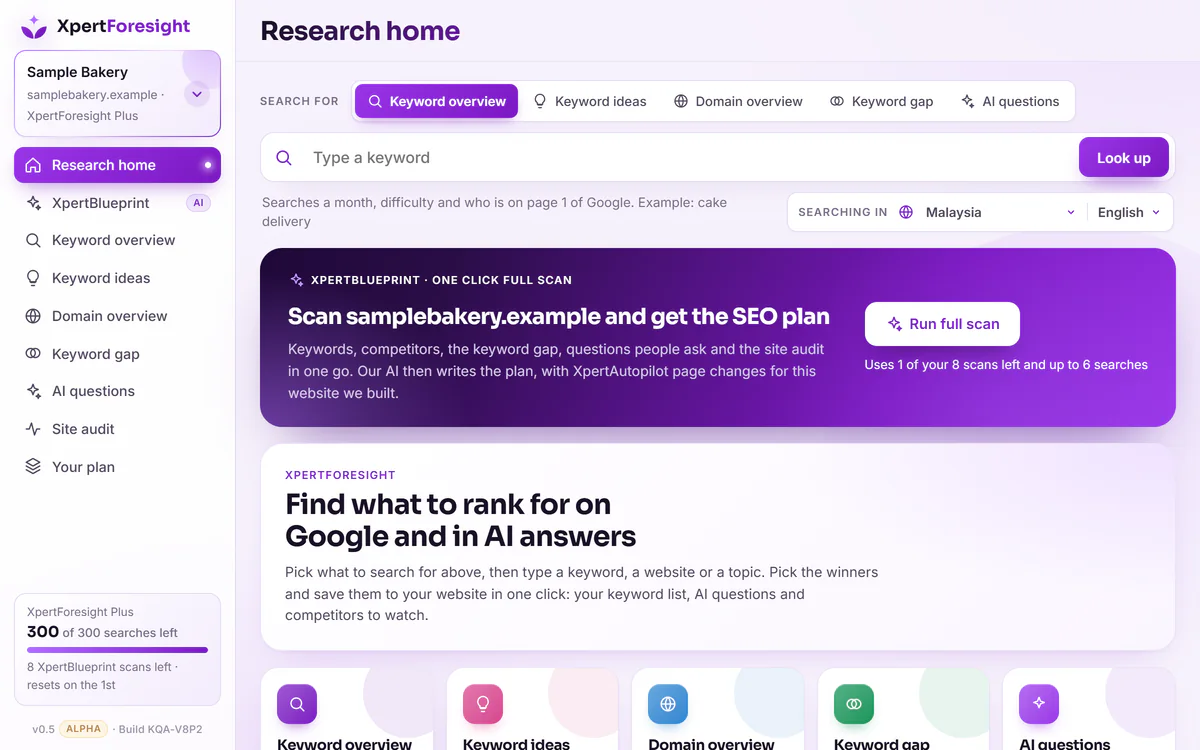 XpertForesight
Sample Bakery
samplebakery.example ·
XpertForesight Plus
Research home
XpertBlueprint AI
Keyword overview
Keyword ideas
Domain overview
Keyword gap
AI questions
Site audit
Your plan
XpertForesight Plus
300 of 300 searches left
8 XpertBlueprint scans left ·
resets on the 1st
v0.5 ALPHA · Build KQA-V8P2
Research home
SEARCH FOR Keyword overview Keyword ideas Domain overview Keyword gap AI questions
Type a keyword Look up
Searches a month, difficulty and who is on page 1 of Google. Example: cake
delivery
SEARCHING IN Malaysia English
XPERTBLUEPRINT · ONE CLICK FULL SCAN
Scan samplebakery.example and get the SEO plan
Keywords, competitors, the keyword gap, questions people ask and the site audit
in one go. Our AI then writes the plan, with XpertAutopilot page changes for this
website we built.
Run full scan
Uses 1 of your 8 scans left and up to 6 searches
XPERTFORESIGHT
Find what to rank for on
Google and in AI answers
Pick what to search for above, then type a keyword, a website or a topic. Pick the winners
and save them to your website in one click: your keyword list, AI questions and
competitors to watch.
Keyword overview Keyword ideas Domain overview Keyword gap AI questions